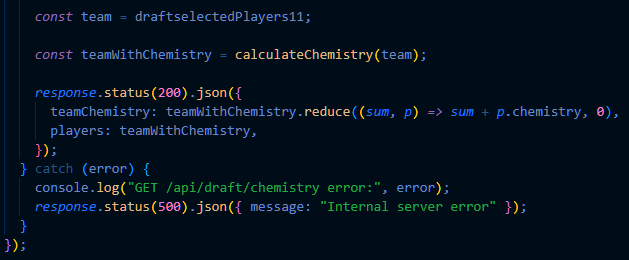 const team = draftselectedPlayers11;
const teamWithChemistry = calculateChemistry(team);
response.status(200).json({
teamChemistry: teamWithChemistry.reduce((sum, p) => sum + p.chemistry, 0),
players: teamWithChemistry,
});
} catch (error) {
console.log("GET /api/draft/chemistry error:", error);
response.status(500).json({ message: "Internal server error" });
}
});